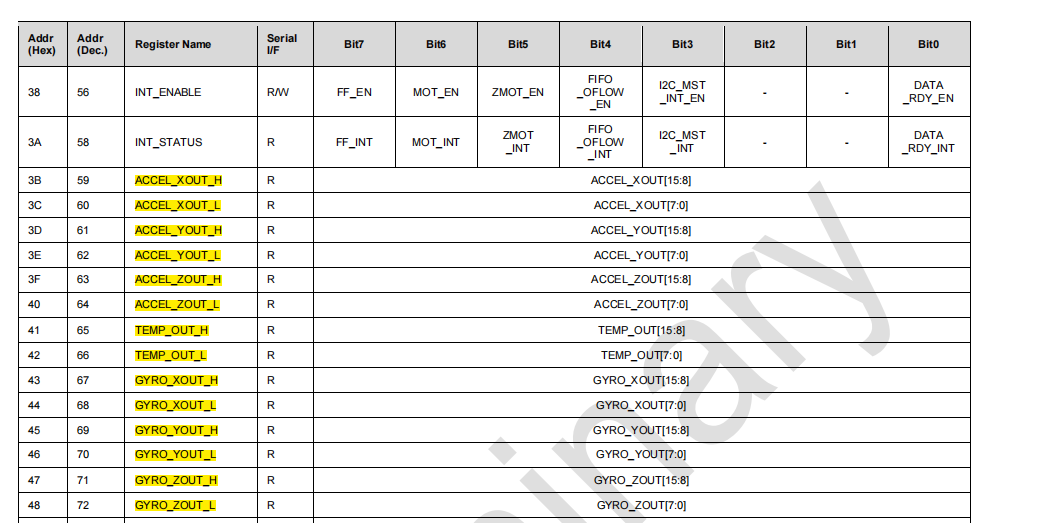 Addr (Hex) Addr (Dec.) Register Name Serial I/F Bit7 Bit6 Bit5 Bit4 Bit3 Bit2 Bit1 Bit0
38 56 INT_ENABLE R/W FF_EN MOT_EN ZMOT_EN FIFO _OFLOW _EN I2C_MST _INT_EN - - DATA _RDY_EN
3A 58 INT_STATUS R FF_INT MOT_INT ZMOT _INT FIFO _OFLOW _INT I2C_MST _INT - - DATA _RDY_INT
3B 59 ACCEL_XOUT_H R ACCEL_XOUT[15:8]
3C 60 ACCEL_XOUT_L R ACCEL_XOUT[7:0]
3D 61 ACCEL_YOUT_H R ACCEL_YOUT[15:8]
3E 62 ACCEL_YOUT_L R ACCEL_YOUT[7:0]
3F 63 ACCEL_ZOUT_H R ACCEL_ZOUT[15:8]
40 64 ACCEL_ZOUT_L R ACCEL_ZOUT[7:0]
41 65 TEMP_OUT_H R TEMP_OUT[15:8]
42 66 TEMP_OUT_L R TEMP_OUT[7:0]
43 67 GYRO_XOUT_H R GYRO_XOUT[15:8]
44 68 GYRO_XOUT_L R GYRO_XOUT[7:0]
45 69 GYRO_YOUT_H R GYRO_YOUT[15:8]
46 70 GYRO_YOUT_L R GYRO_YOUT[7:0]
47 71 GYRO_ZOUT_H R GYRO_ZOUT[15:8]
48 72 GYRO_ZOUT_L R GYRO_ZOUT[7:0]
inary